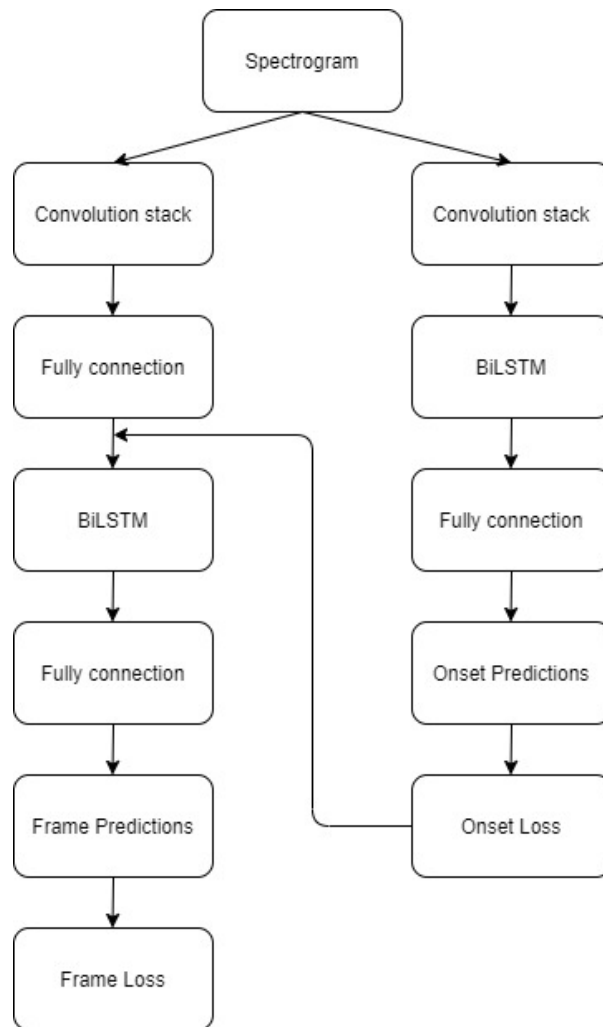 Spectrogram
Convolution stack
Convolution stack
Fully connection
BiLSTM
BiLSTM
Fully connection
Fully connection
Onset Predictions
Frame Predictions
Onset Loss
Frame Loss